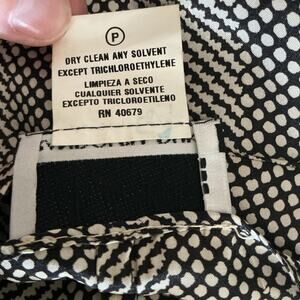 P
DRY CLEAN ANY SOLVENT
EXCEPT TRICHLOROETHYLENE
LIMPIEZA A SECO
CUALQUIER SOLVENTE
EXCEPTO TRICLOROETILENO
RN 40679